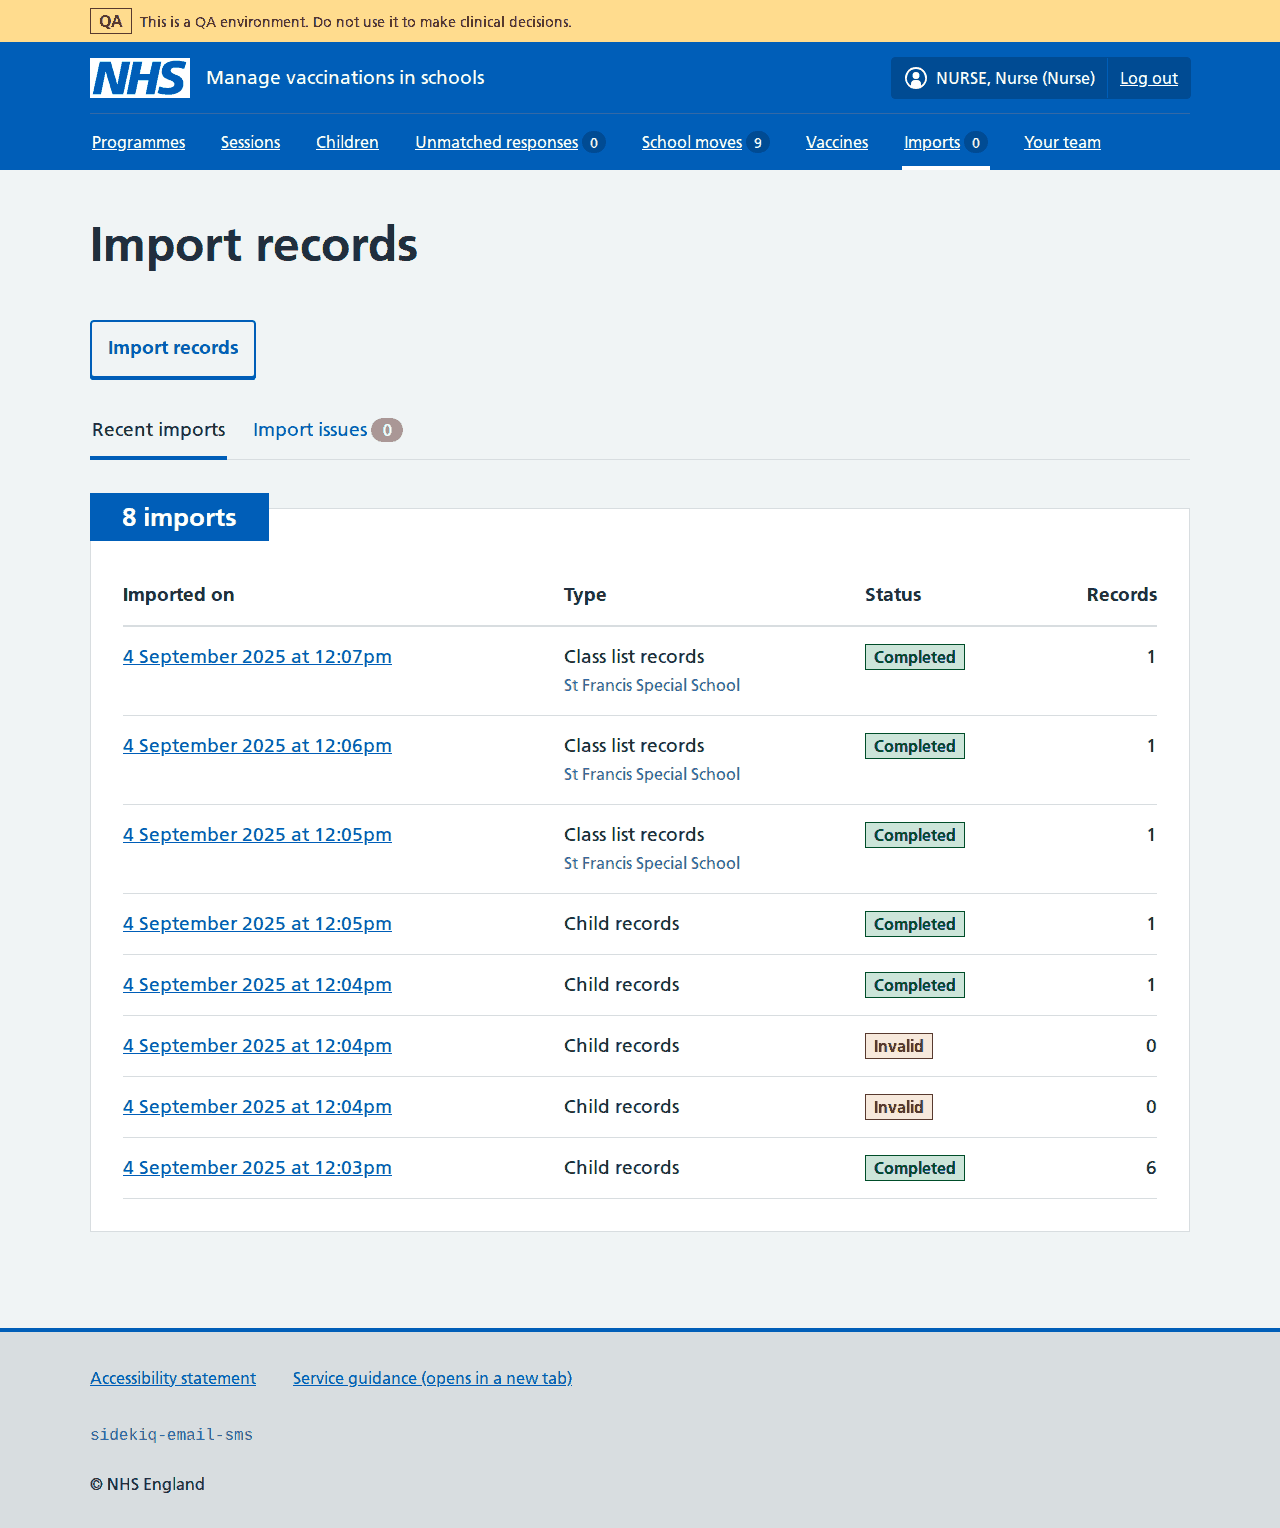 QA This is a QA environment. Do not use it to make clinical decisions.
NHS Manage vaccinations in schools NURSE, Nurse (Nurse) Log out
Programmes Sessions Children Unmatched responses 0 School moves 9 Vaccines Imports 0 Your team
Import records
Import records
Recent imports Import issues 0
8 imports
Imported on Type Status Records
4 September 2025 at 12:07pm Class list records Completed 1
St Francis Special School
4 September 2025 at 12:06pm Class list records Completed 1
St Francis Special School
4 September 2025 at 12:05pm Class list records Completed 1
St Francis Special School
4 September 2025 at 12:05pm Child records Completed 1
4 September 2025 at 12:04pm Child records Completed 1
4 September 2025 at 12:04pm Child records Invalid 0
4 September 2025 at 12:04pm Child records Invalid 0
4 September 2025 at 12:03pm Child records Completed 6
Accessibility statement Service guidance (opens in a new tab)
sidekiq-email-sms
© NHS England